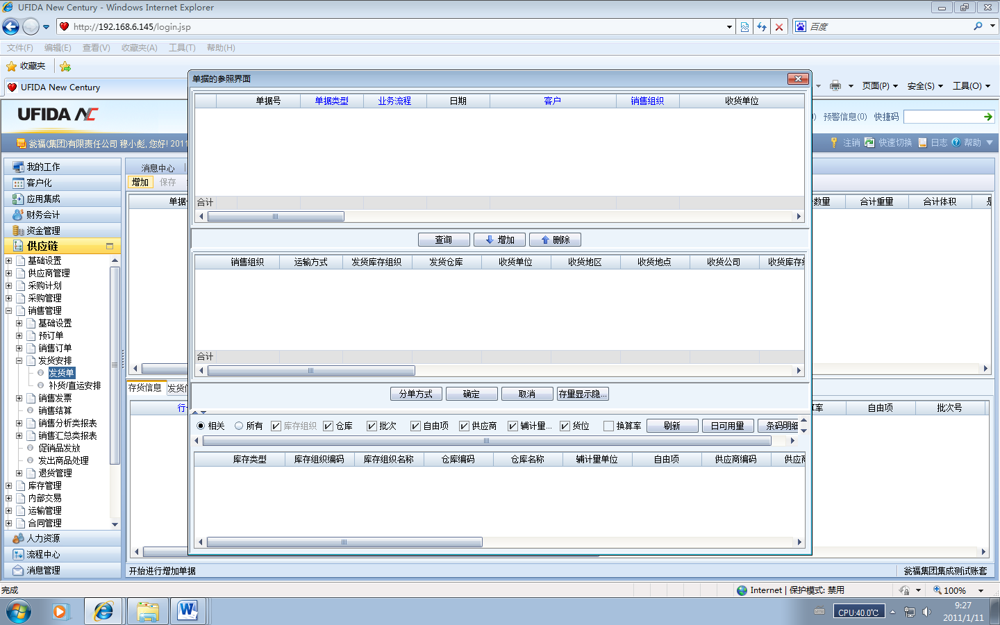 UFIDA New Century - Windows Internet Explorer
http://192.168.6.145/login.jsp
百度
文件(F) 编辑(E) 查看(V) 收藏夹(A) 工具(T) 帮助(H)
收藏夹
UFIDA New Century
页面(P) 安全(S) 工具(O)
UFIDA NC
预警信息(0) 快捷码
瓮福(集团)有限责任公司 穆小彪, 您好! 2011
注销 快速切换 日志 帮助
我的工作
客户化
应用集成
财务会计
资金管理
供应链
基础设置
供应商管理
采购计划
采购管理
销售管理
基础设置
预订单
销售订单
发货安排
发货单
补货/直运安排
销售发票
销售结算
销售分析类报表
销售汇总类报表
促销品发放
发出商品处理
退货管理
库存管理
内部交易
运输管理
合同管理
人力资源
流程中心
消息管理
消息中心
增加 保存
单据
数量 合计重量 合计体积 是
存货信息 发货信
行
率 自由项 批次号
单据的参照界面
单据号 单据类型 业务流程 日期 客户 销售组织 收货单位
合计
查询 增加 删除
销售组织 运输方式 发货库存组织 发货仓库 收货单位 收货地区 收货地点 收货公司 收货库存组
合计
分单方式 确定 取消 存量显示隐...
相关 所有 库存组织 仓库 批次 自由项 供应商 辅计量... 货位 换算率 刷新 日可用量 条码明细
库存类型 库存组织编码 库存组织名称 仓库编码 仓库名称 辅计量单位 自由项 供应商编码 供应商
开始进行增加单据
瓮福集团集成测试账套
完成
Internet | 保护模式: 禁用
100%
CPU:40.0℃
9:27
2011/1/11